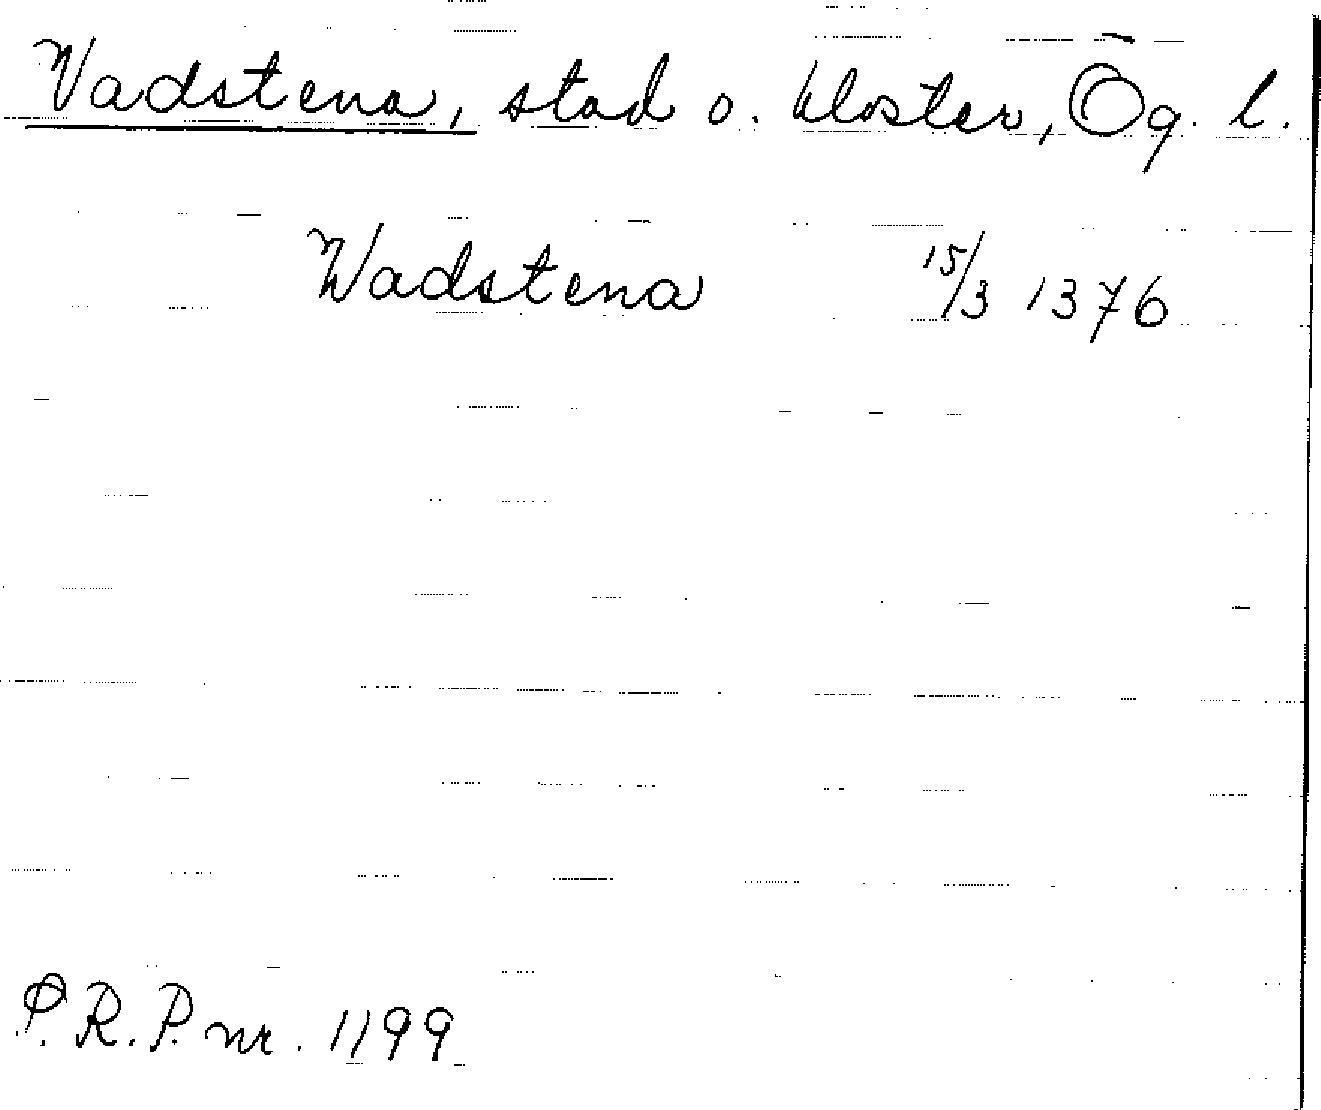 Vadstena, stad o. kloster, Ög. l.
Wadstena 15/3 1376
P.R.P. nr. 1199